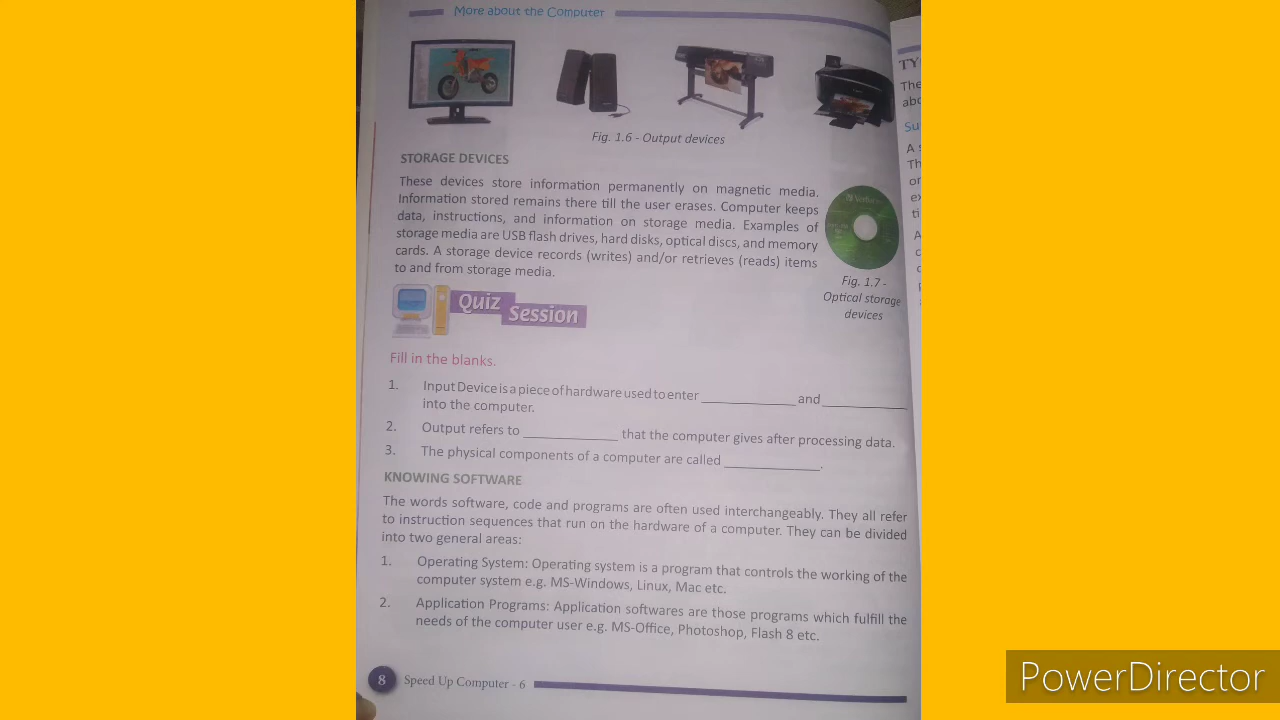 More about the Computer
Fig. 1.6 - Output devices
STORAGE DEVICES
These devices store information permanently on magnetic media.
Information stored remains there till the user erases. Computer keeps
data, instructions, and information on storage media. Examples of
storage media are USB flash drives, hard disks, optical discs, and memory
cards. A storage device records (writes) and/or retrieves (reads) items
to and from storage media.
Verbatim
Fig. 1.7 -
Optical storage
devices
Quiz
Session
Fill in the blanks.
1. Input Device is a piece of hardware used to enter ____________ and ____________
into the computer.
2. Output refers to ____________ that the computer gives after processing data.
3. The physical components of a computer are called ____________.
KNOWING SOFTWARE
The words software, code and programs are often used interchangeably. They all refer
to instruction sequences that run on the hardware of a computer. They can be divided
into two general areas:
1. Operating System: Operating system is a program that controls the working of the
computer system e.g. MS-Windows, Linux, Mac etc.
2. Application Programs: Application softwares are those programs which fulfill the
needs of the computer user e.g. MS-Office, Photoshop, Flash 8 etc.
8 Speed Up Computer - 6
PowerDirector